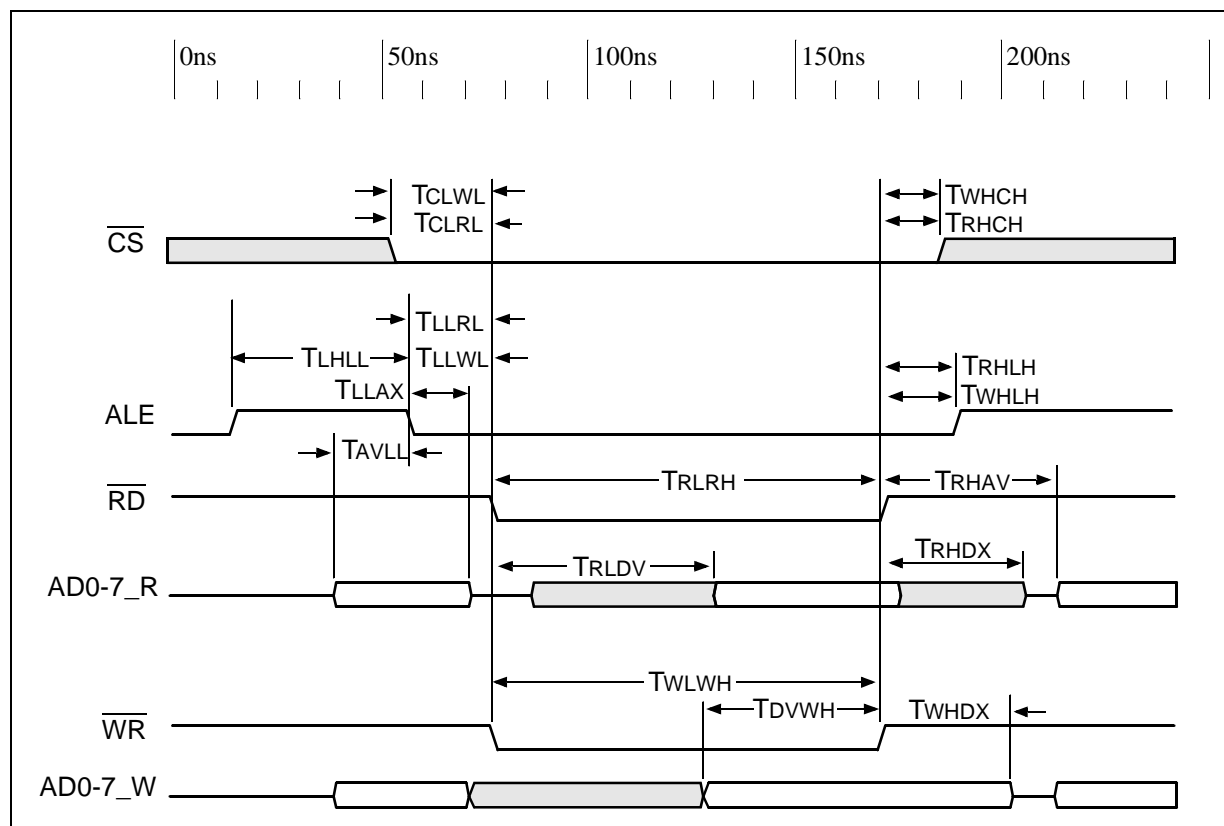 0ns 50ns 100ns 150ns 200ns
TCLWL TWHCH
TCLRL TRHCH
CS
TLLRL
TLHLL TLLWL TRHLH
TLLAX TWHLH
ALE
TAVLL
TRLRH TRHAV
RD
TRLDV TRHDX
AD0-7_R
TWLWH
TDVWH TWHDX
WR
AD0-7_W